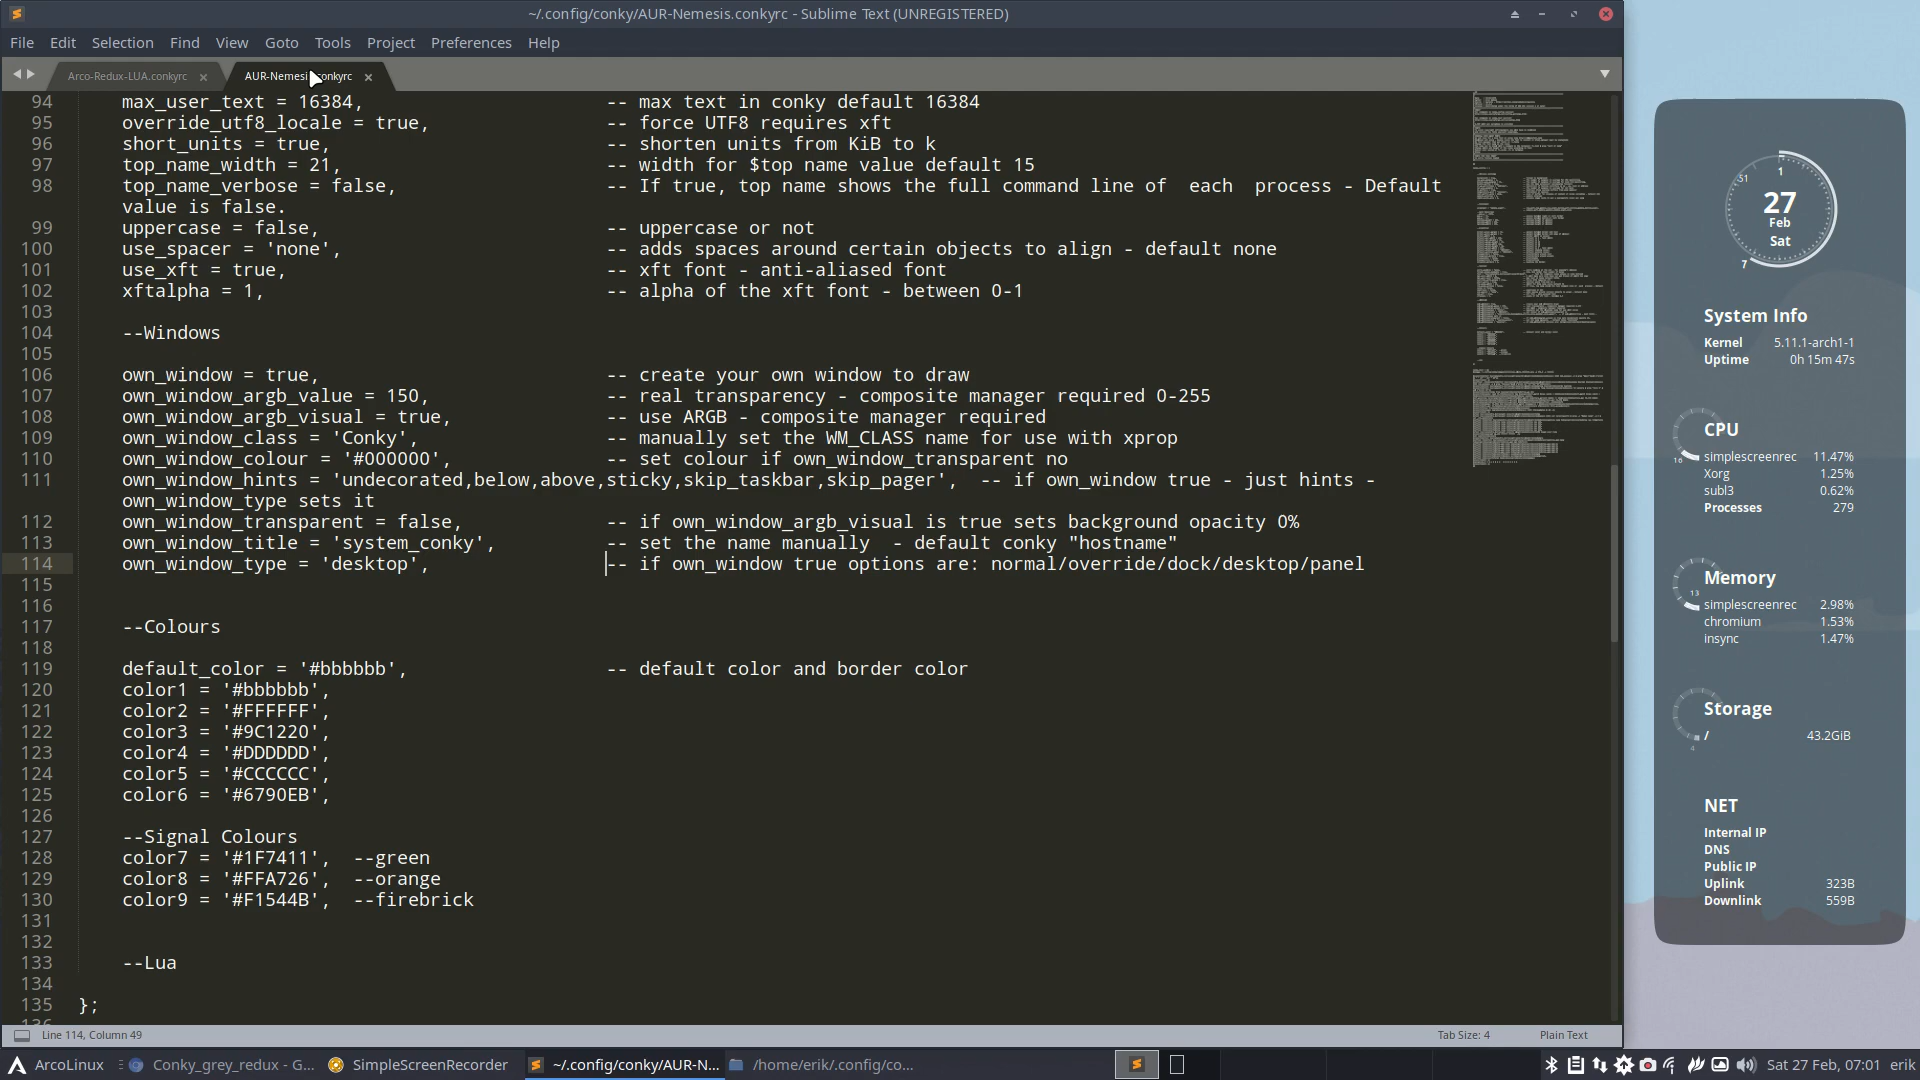 ~/.config/conky/AUR-Nemesis.conkyrc - Sublime Text (UNREGISTERED)
File Edit Selection Find View Goto Tools Project Preferences Help
Arco-Redux-LUA.conkyrc × AUR-Nemesis.conkyrc ×
94 max_user_text = 16384, -- max text in conky default 16384
95 override_utf8_locale = true, -- force UTF8 requires xft
96 short_units = true, -- shorten units from KiB to k
97 top_name_width = 21, -- width for $top name value default 15
98 top_name_verbose = false, -- If true, top name shows the full command line of  each  process - Default
value is false.
99 uppercase = false, -- uppercase or not
100 use_spacer = 'none', -- adds spaces around certain objects to align - default none
101 use_xft = true, -- xft font - anti-aliased font
102 xftalpha = 1, -- alpha of the xft font - between 0-1
103
104 --Windows
105
106 own_window = true, -- create your own window to draw
107 own_window_argb_value = 150, -- real transparency - composite manager required 0-255
108 own_window_argb_visual = true, -- use ARGB - composite manager required
109 own_window_class = 'Conky', -- manually set the WM_CLASS name for use with xprop
110 own_window_colour = '#000000', -- set colour if own_window_transparent no
111 own_window_hints = 'undecorated,below,above,sticky,skip_taskbar,skip_pager',  -- if own_window true - just hints -
own_window_type sets it
112 own_window_transparent = false, -- if own_window_argb_visual is true sets background opacity 0%
113 own_window_title = 'system_conky', -- set the name manually  - default conky "hostname"
114 own_window_type = 'desktop', -- if own_window true options are: normal/override/dock/desktop/panel
115
116
117 --Colours
118
119 default_color = '#bbbbbb', -- default color and border color
120 color1 = '#bbbbbb',
121 color2 = '#FFFFFF',
122 color3 = '#9C1220',
123 color4 = '#DDDDDD',
124 color5 = '#CCCCCC',
125 color6 = '#6790EB',
126
127 --Signal Colours
128 color7 = '#1F7411',  --green
129 color8 = '#FFA726',  --orange
130 color9 = '#F1544B',  --firebrick
131
132
133 --Lua
134
135 };
Line 114, Column 49
Tab Size: 4 Plain Text
1
51
27
Feb
Sat
7
System Info
Kernel 5.11.1-arch1-1
Uptime 0h 15m 47s
CPU
16
simplescreenrec 11.47%
Xorg 1.25%
subl3 0.62%
Processes 279
Memory
13
simplescreenrec 2.98%
chromium 1.53%
insync 1.47%
Storage
/ 43.2GiB
4
NET
Internal IP
DNS
Public IP
Uplink 323B
Downlink 559B
ArcoLinux Conky_grey_redux - G... SimpleScreenRecorder ~/.config/conky/AUR-N... /home/erik/.config/co... Sat 27 Feb, 07:01 erik